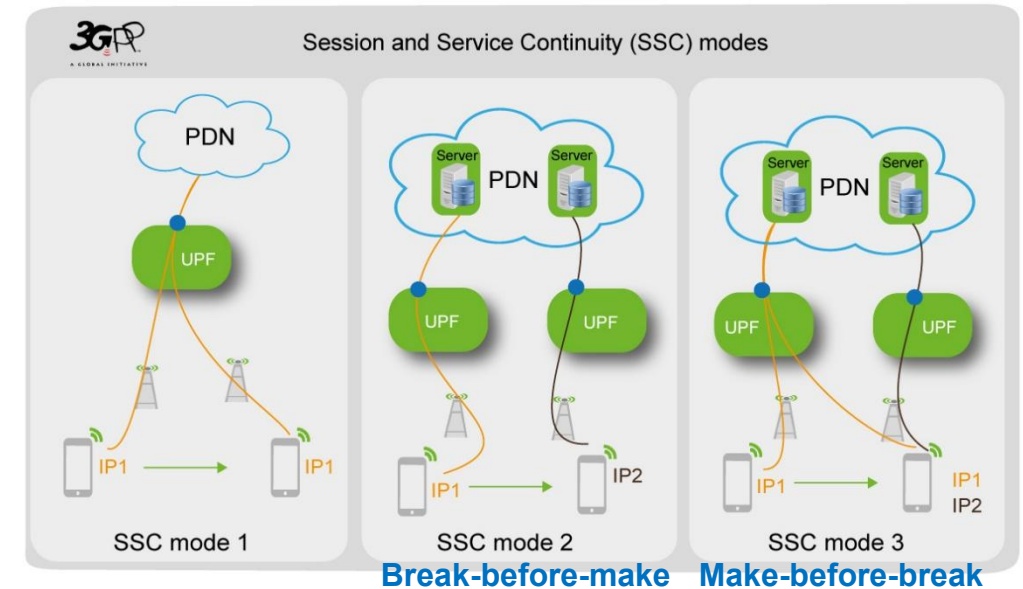 3GPP
A GLOBAL INITIATIVE
Session and Service Continuity (SSC) modes
PDN
UPF
IP1
IP1
SSC mode 1
Server
Server
PDN
UPF
UPF
IP1
IP2
SSC mode 2
Break-before-make
Server
Server
PDN
UPF
UPF
IP1
IP1
IP2
SSC mode 3
Make-before-break